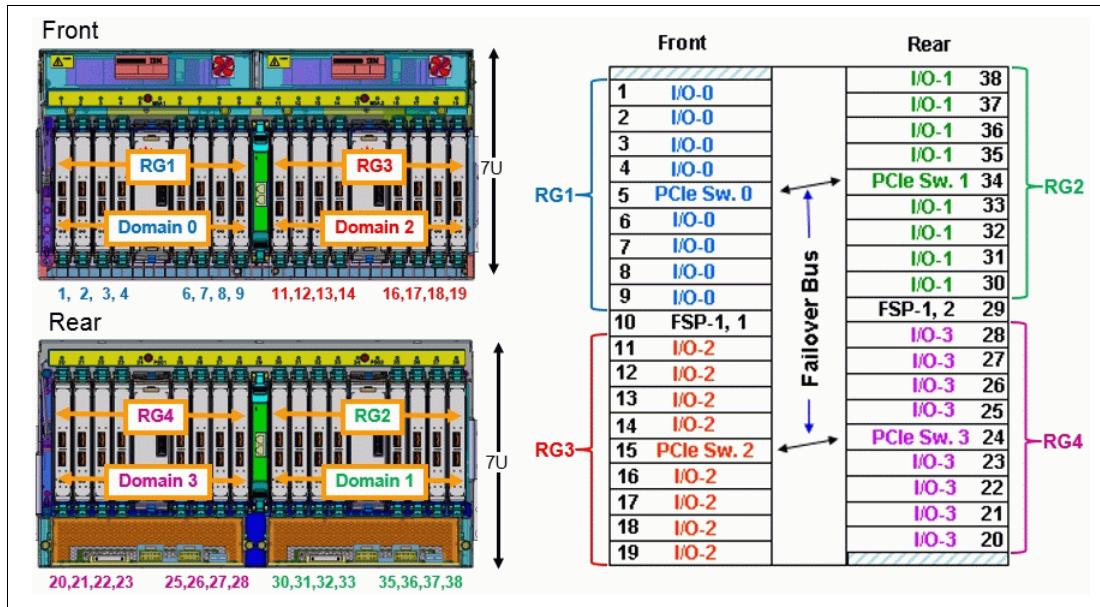 Front
IBM
IBM
RG1
RG3
Domain 0
Domain 2
7U
1, 2, 3, 4
6, 7, 8, 9
11,12,13,14
16,17,18,19
Rear
RG4
RG2
Domain 3
Domain 1
7U
20,21,22,23
25,26,27,28
30,31,32,33
35,36,37,38
Front
Rear
1 I/O-0
2 I/O-0
3 I/O-0
4 I/O-0
5 PCIe Sw. 0
6 I/O-0
7 I/O-0
8 I/O-0
9 I/O-0
10 FSP-1, 1
11 I/O-2
12 I/O-2
13 I/O-2
14 I/O-2
15 PCIe Sw. 2
16 I/O-2
17 I/O-2
18 I/O-2
19 I/O-2
RG1
RG3
Failover Bus
I/O-1 38
I/O-1 37
I/O-1 36
I/O-1 35
PCIe Sw. 1 34
I/O-1 33
I/O-1 32
I/O-1 31
I/O-1 30
FSP-1, 2 29
I/O-3 28
I/O-3 27
I/O-3 26
I/O-3 25
PCIe Sw. 3 24
I/O-3 23
I/O-3 22
I/O-3 21
I/O-3 20
RG2
RG4